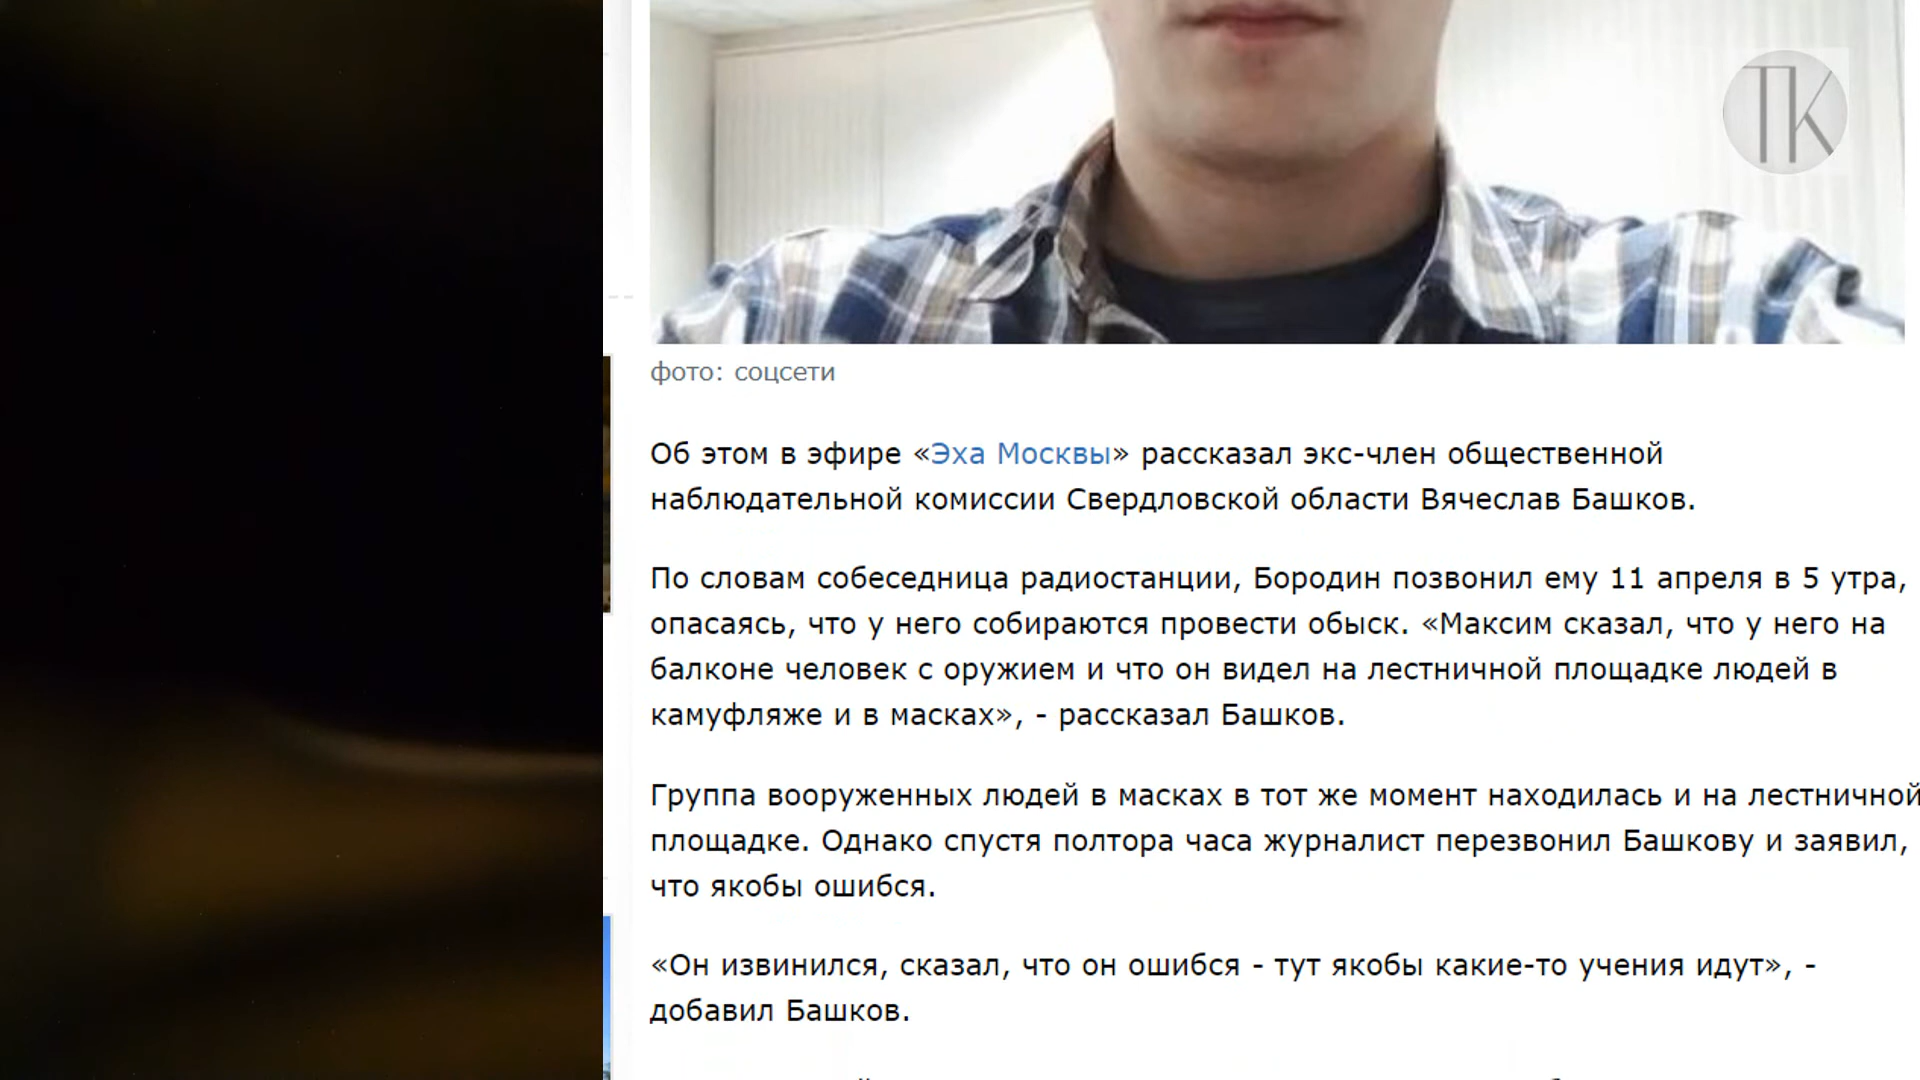 ПК
фото: соцсети
Об этом в эфире «Эха Москвы» рассказал экс-член общественной
наблюдательной комиссии Свердловской области Вячеслав Башков.
По словам собеседница радиостанции, Бородин позвонил ему 11 апреля в 5 утра,
опасаясь, что у него собираются провести обыск. «Максим сказал, что у него на
балконе человек с оружием и что он видел на лестничной площадке людей в
камуфляже и в масках», - рассказал Башков.
Группа вооруженных людей в масках в тот же момент находилась и на лестничной
площадке. Однако спустя полтора часа журналист перезвонил Башкову и заявил,
что якобы ошибся.
«Он извинился, сказал, что он ошибся - тут якобы какие-то учения идут», -
добавил Башков.